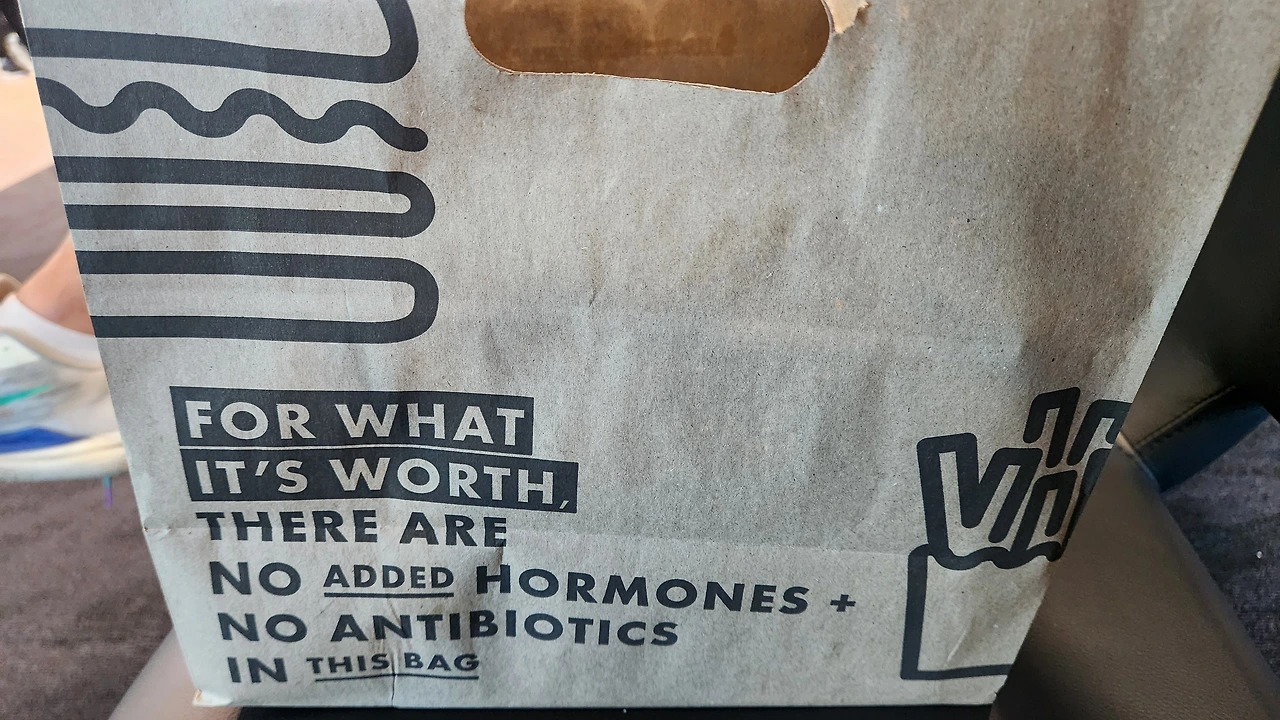 FOR WHAT
IT'S WORTH,
THERE ARE
NO ADDED HORMONES +
NO ANTIBIOTICS
IN THIS BAG